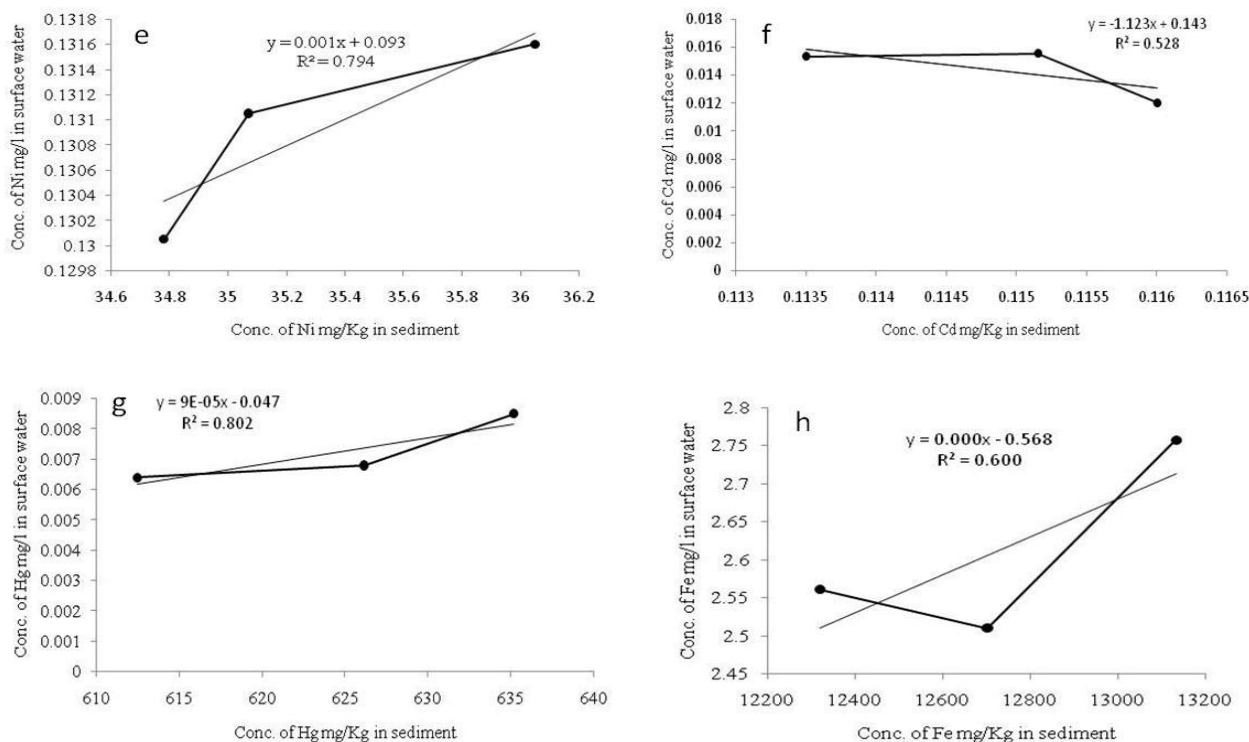 e
y = 0.001x + 0.093
R² = 0.794
Conc. of Ni mg/l in surface water
0.1318
0.1316
0.1314
0.1312
0.131
0.1308
0.1306
0.1304
0.1302
0.13
0.1298
34.6 34.8 35 35.2 35.4 35.6 35.8 36 36.2
Conc. of Ni mg/Kg in sediment
f
y = -1.123x + 0.143
R² = 0.528
Conc. of Cd mg/l in surface water
0.018
0.016
0.014
0.012
0.01
0.008
0.006
0.004
0.002
0
0.113 0.1135 0.114 0.1145 0.115 0.1155 0.116 0.1165
Conc. of Cd mg/Kg in sediment
g
y = 9E-05x - 0.047
R² = 0.802
Conc. of Hg mg/l in surface water
0.009
0.008
0.007
0.006
0.005
0.004
0.003
0.002
0.001
0
610 615 620 625 630 635 640
Conc. of Hg mg/Kg in sediment
h
y = 0.000x - 0.568
R² = 0.600
Conc. of Fe mg/l in surface water
2.8
2.75
2.7
2.65
2.6
2.55
2.5
2.45
12200 12400 12600 12800 13000 13200
Conc. of Fe mg/Kg in sediment